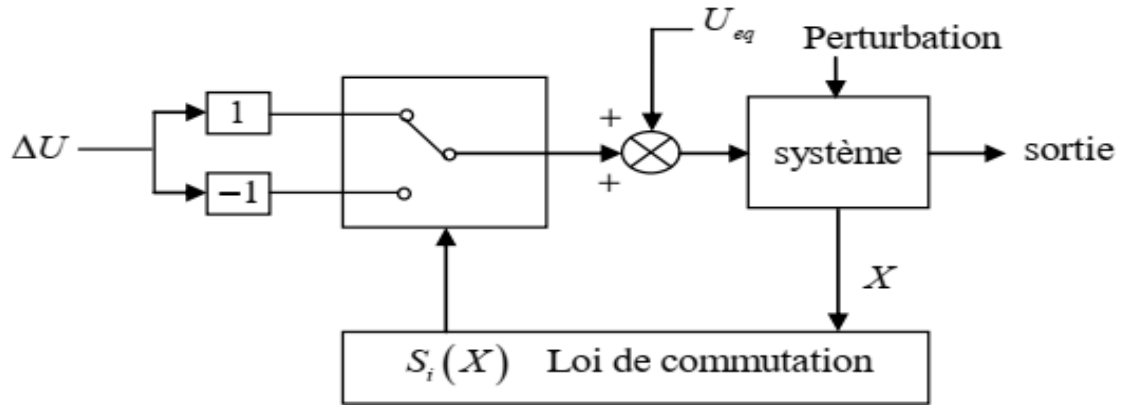 U_eq
Perturbation
1
ΔU
+
système
sortie
−1
+
X
S_i(X) Loi de commutation